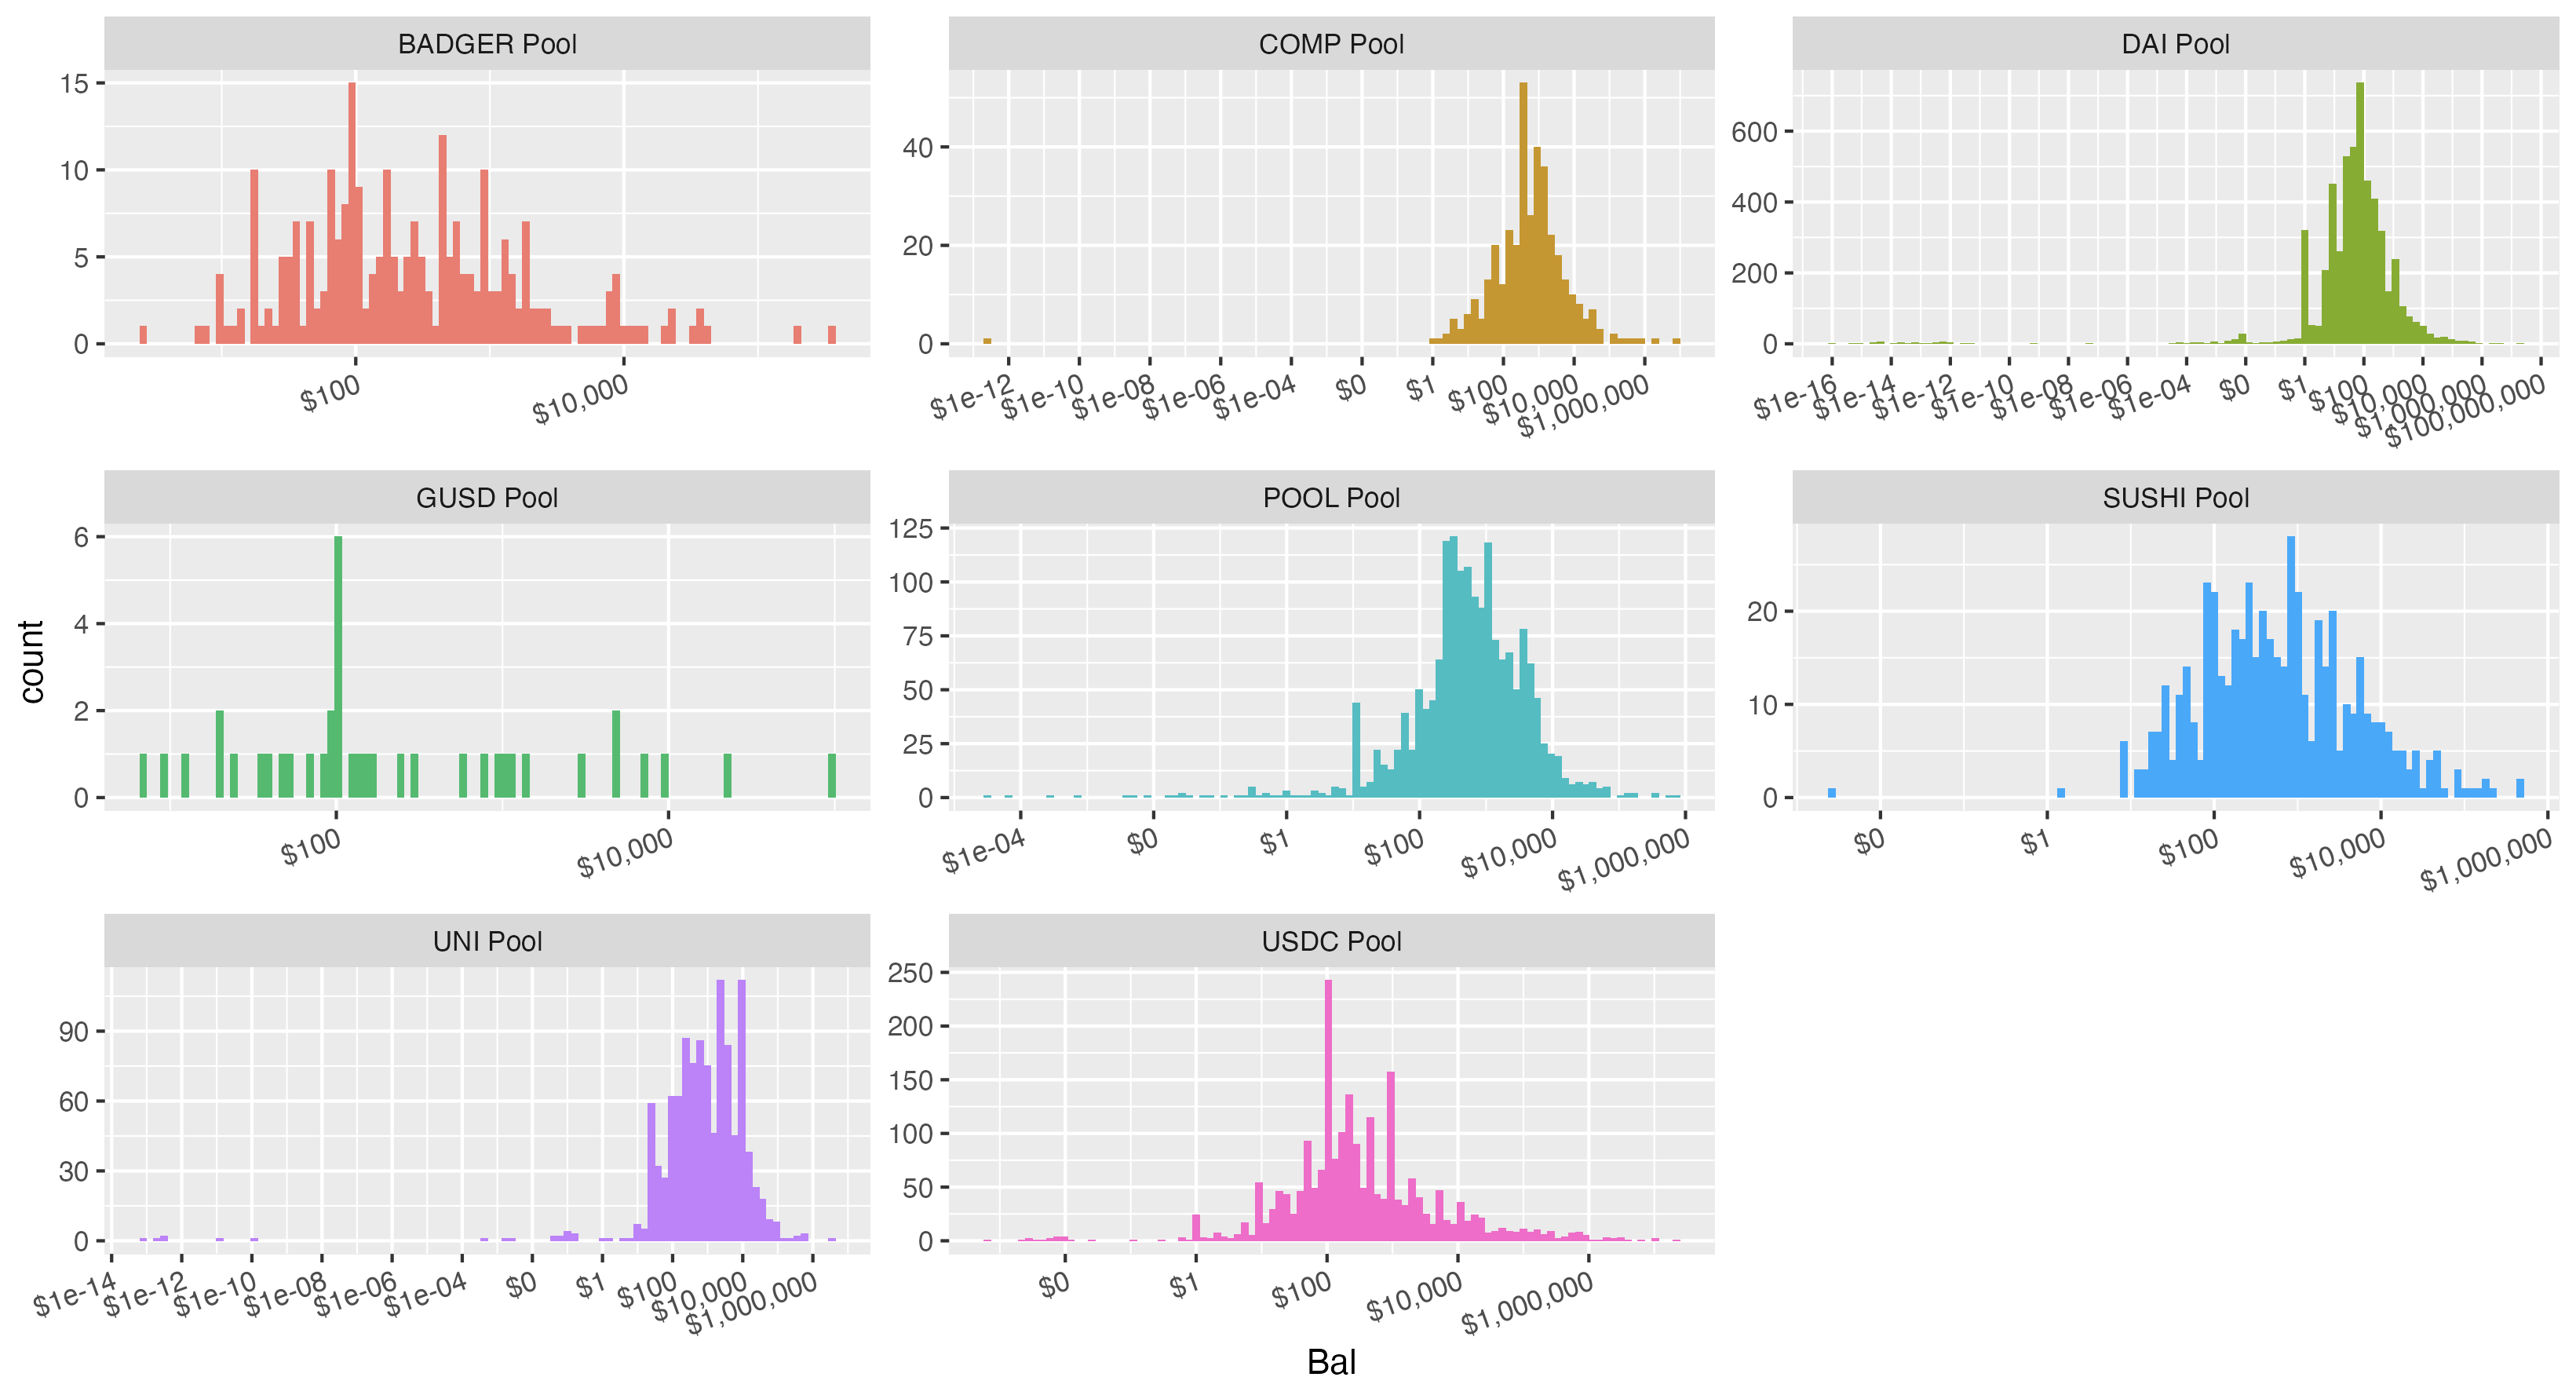 BADGER Pool
COMP Pool
DAI Pool
15
10
5
0
$100
$10,000
40
20
0
$1e-12
$1e-10
$1e-08
$1e-06
$1e-04
$0
$1
$100
$10,000
$1,000,000
600
400
200
0
$1e-16
$1e-14
$1e-12
$1e-10
$1e-08
$1e-06
$1e-04
$0
$1
$100
$10,000
$1,000,000
$100,000,000
GUSD Pool
POOL Pool
SUSHI Pool
count
6
4
2
0
$100
$10,000
125
100
75
50
25
0
$1e-04
$0
$1
$100
$10,000
$1,000,000
20
10
0
$0
$1
$100
$10,000
$1,000,000
UNI Pool
USDC Pool
90
60
30
0
$1e-14
$1e-12
$1e-10
$1e-08
$1e-06
$1e-04
$0
$1
$100
$10,000
$1,000,000
250
200
150
100
50
0
$0
$1
$100
$10,000
$1,000,000
Bal